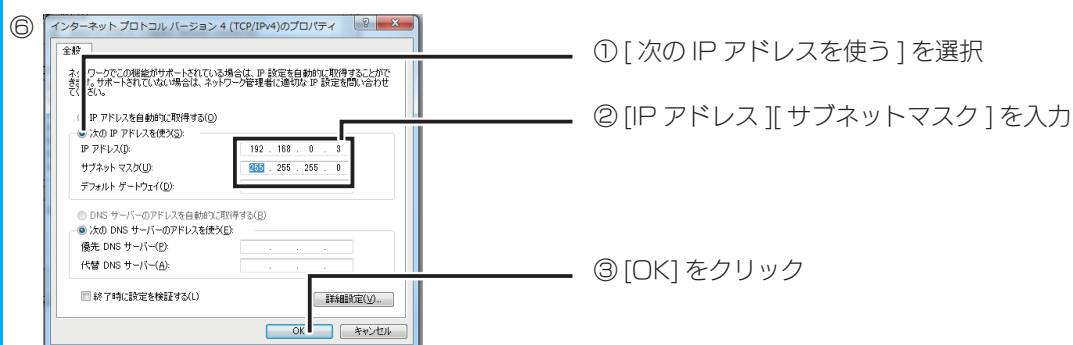 ⑥
インターネット プロトコル バージョン 4 (TCP/IPv4)のプロパティ
全般
ネットワークでこの機能がサポートされている場合は、IP 設定を自動的に取得することがで
きます。サポートされていない場合は、ネットワーク管理者に適切な IP 設定を問い合わせ
てください。
IP アドレスを自動的に取得する(O)
次の IP アドレスを使う(S):
IP アドレス(I): 192 . 168 . 0 . 3
サブネット マスク(U): 255 . 255 . 255 . 0
デフォルト ゲートウェイ(D):
DNS サーバーのアドレスを自動的に取得する(B)
次の DNS サーバーのアドレスを使う(E):
優先 DNS サーバー(P): . . .
代替 DNS サーバー(A): . . .
終了時に設定を検証する(L)
詳細設定(V)...
OK キャンセル
① [ 次の IP アドレスを使う ] を選択
② [IP アドレス ][ サブネットマスク ] を入力
③ [OK] をクリック